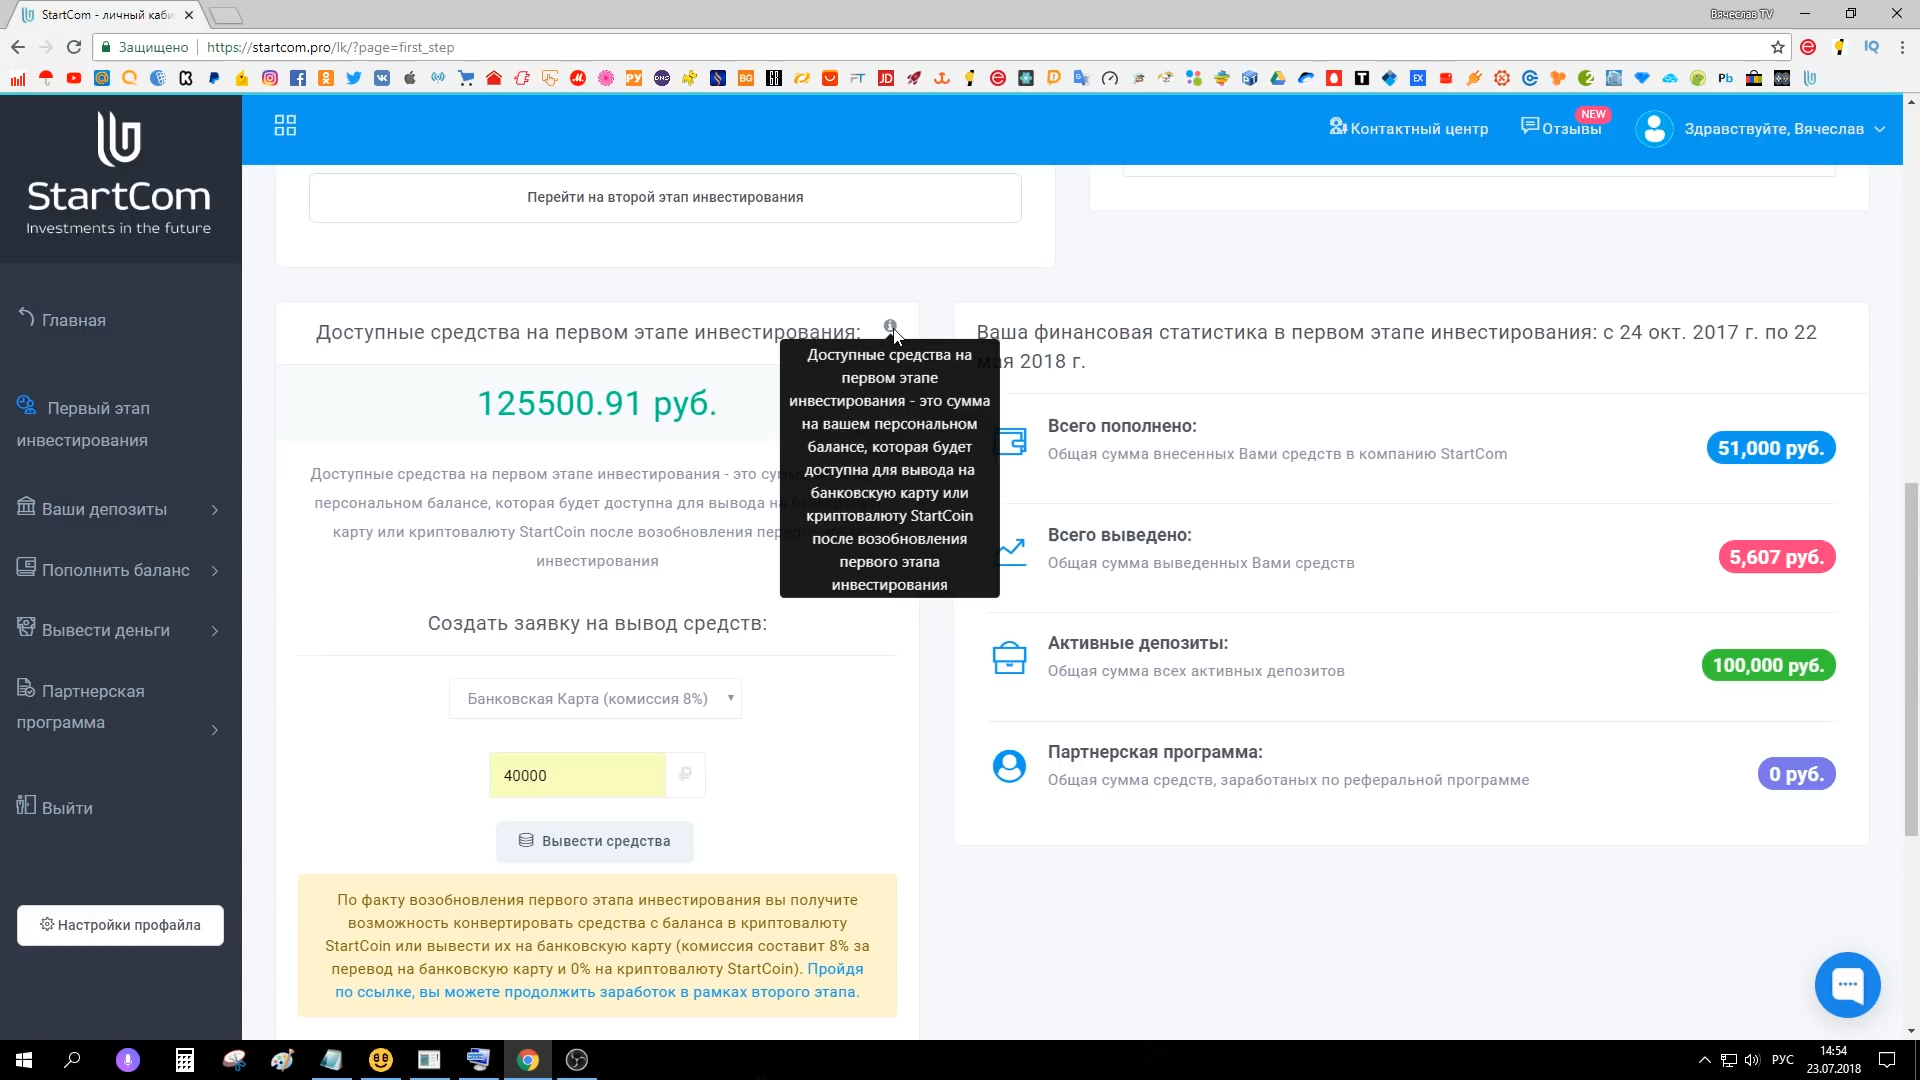 StartCom - личный каби
Вячеслав TV
Защищено
https://startcom.pro/lk/?page=first_step
StartCom
Investments in the future
Контактный центр
Отзывы
NEW
Здравствуйте, Вячеслав
Главная
Первый этап
инвестирования
Ваши депозиты
Пополнить баланс
Вывести деньги
Партнерская
программа
Выйти
Настройки профайла
Перейти на второй этап инвестирования
Доступные средства на первом этапе инвестирования:
125500.91 руб.
Доступные средства на первом этапе инвестирования - это сум
персональном балансе, которая будет доступна для вывода на
карту или криптовалюту StartCoin после возобновления перв
инвестирования
Доступные средства на
первом этапе
инвестирования - это сумма
на вашем персональном
балансе, которая будет
доступна для вывода на
банковскую карту или
криптовалюту StartCoin
после возобновления
первого этапа
инвестирования
Создать заявку на вывод средств:
Банковская Карта (комиссия 8%)
40000
Вывести средства
По факту возобновления первого этапа инвестирования вы получите
возможность конвертировать средства с баланса в криптовалюту
StartCoin или вывести их на банковскую карту (комиссия составит 8% за
перевод на банковскую карту и 0% на криптовалюту StartCoin). Пройдя
по ссылке, вы можете продолжить заработок в рамках второго этапа.
Ваша финансовая статистика в первом этапе инвестирования: с 24 окт. 2017 г. по 22
мая 2018 г.
Всего пополнено:
Общая сумма внесенных Вами средств в компанию StartCom
51,000 руб.
Всего выведено:
Общая сумма выведенных Вами средств
5,607 руб.
Активные депозиты:
Общая сумма всех активных депозитов
100,000 руб.
Партнерская программа:
Общая сумма средств, заработаных по реферальной программе
0 руб.
РУС
14:54
23.07.2018